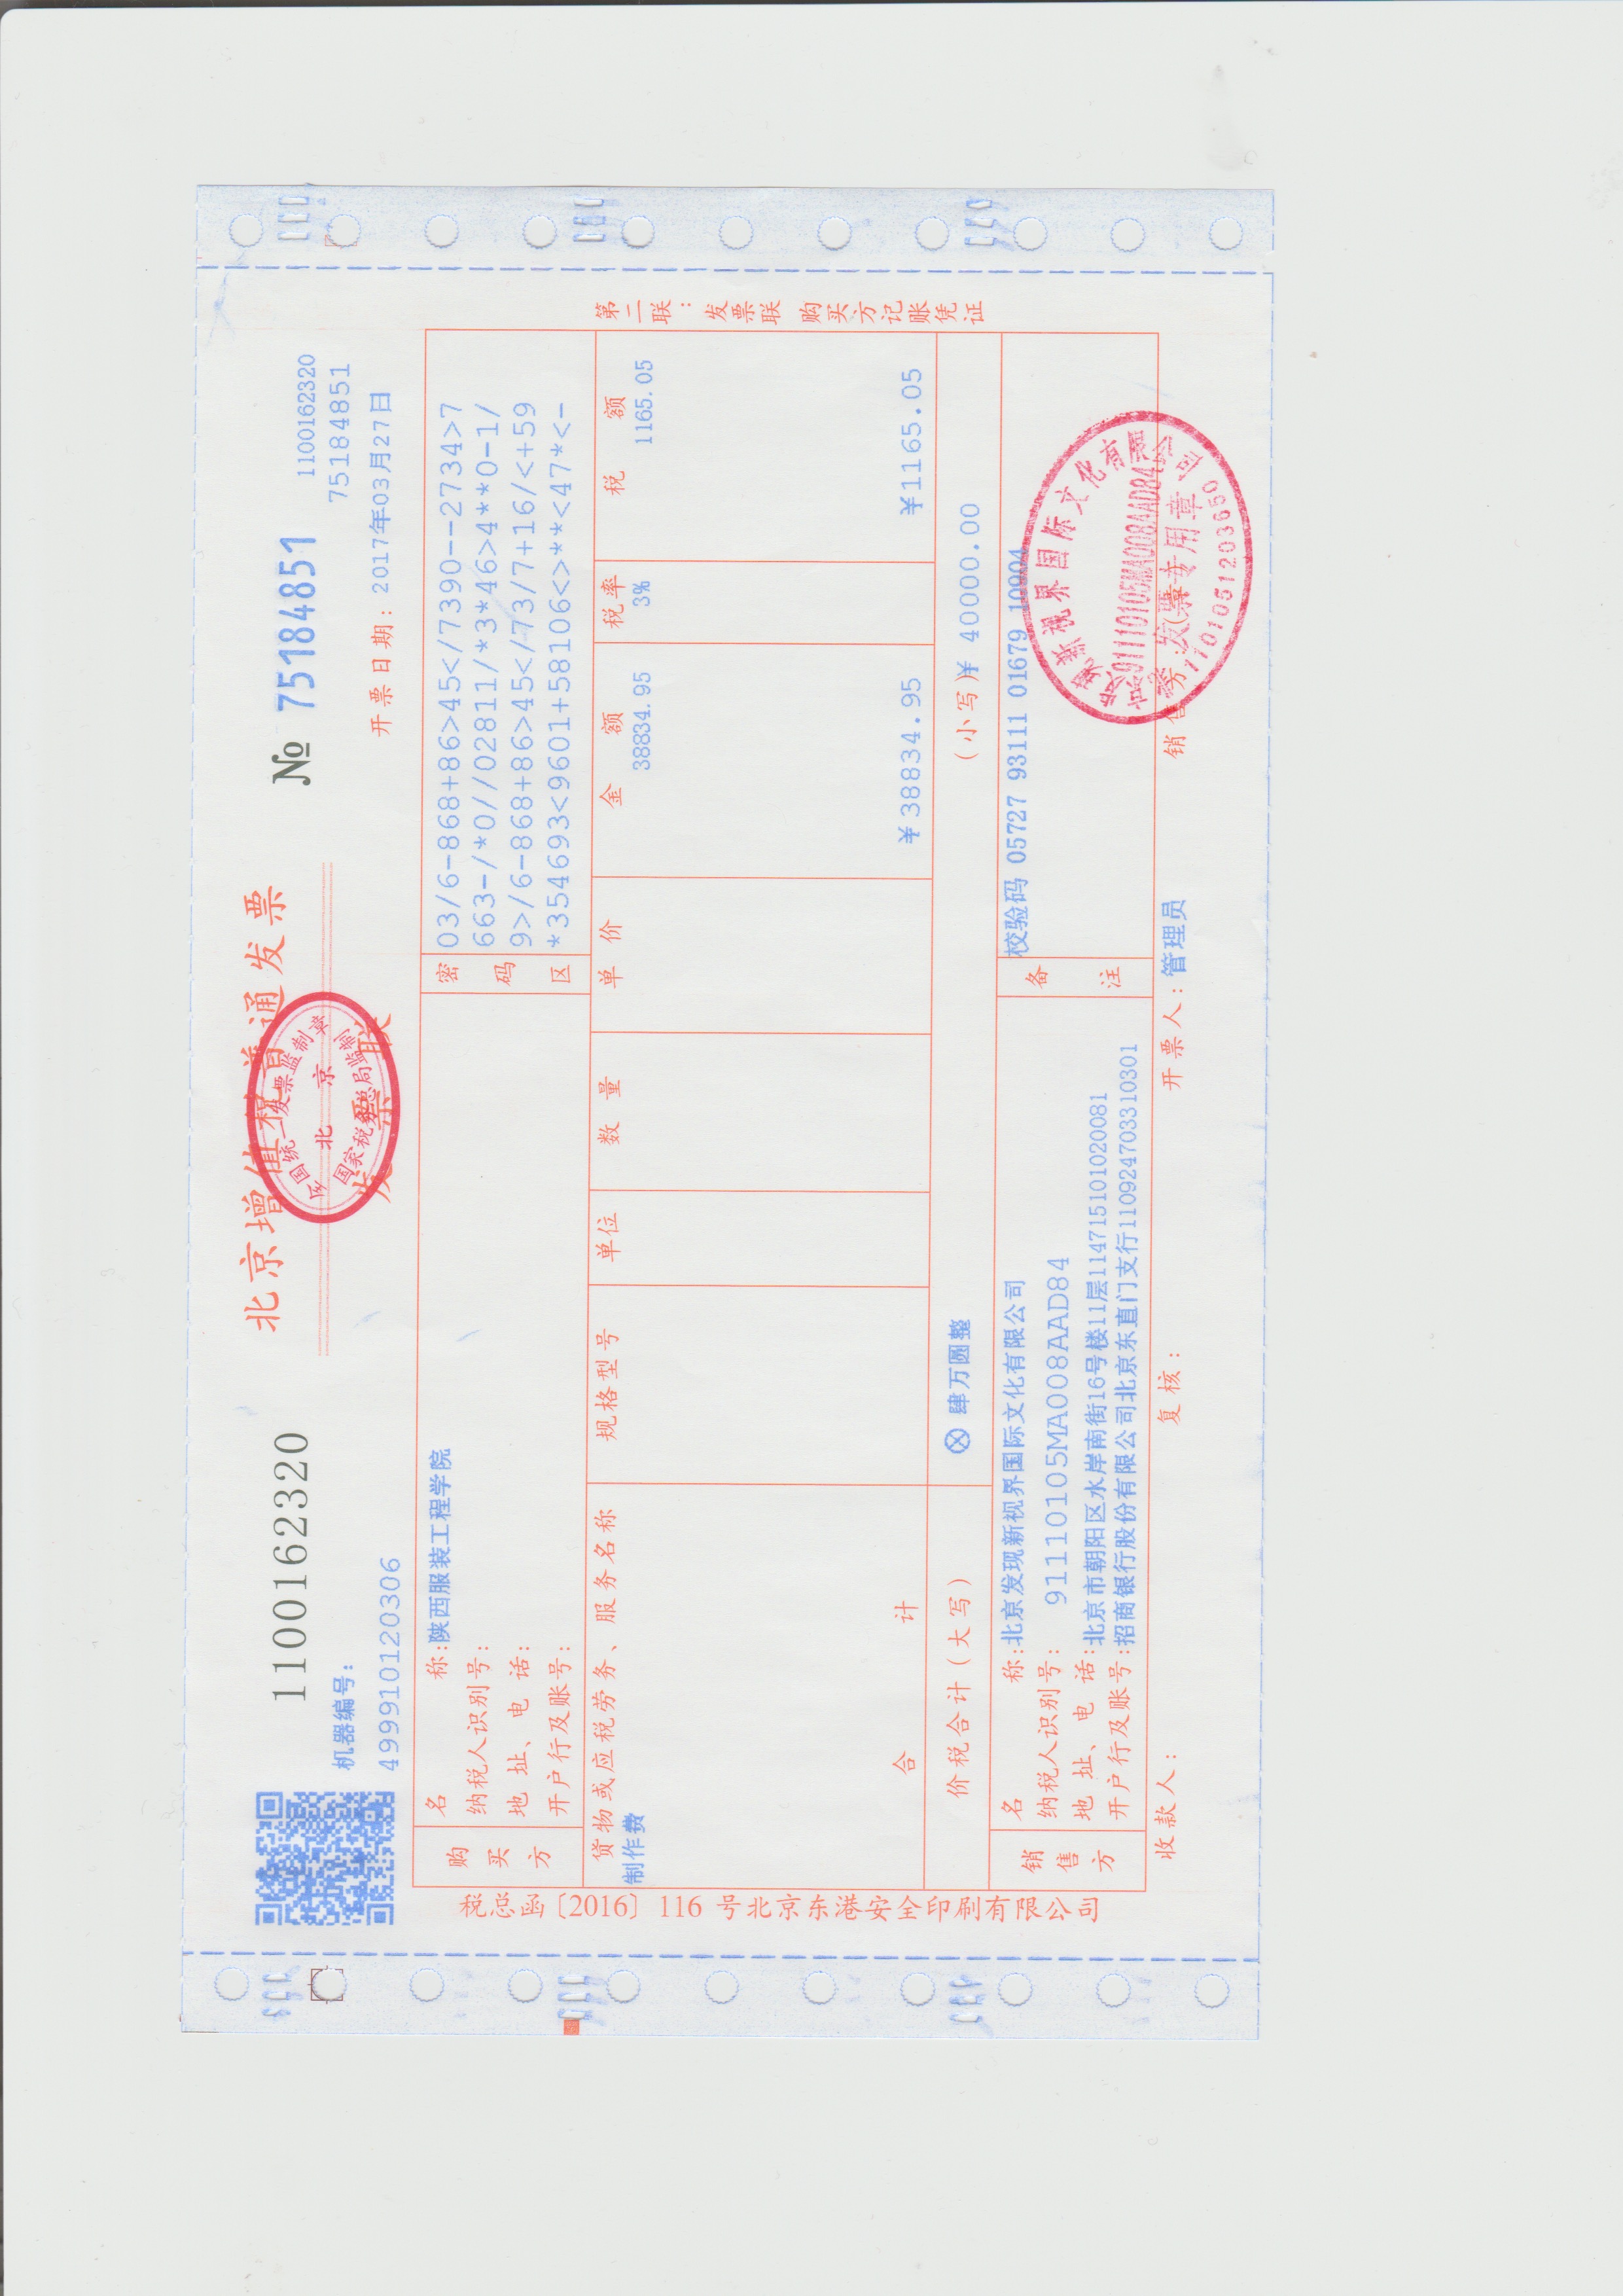 北京增值税普通发票
1100162320
№ 75184851
1100162320
75184851
全国统一发票监制章
北 京
国家税务总局监制
发票联
机器编号:
499910120306
开票日期: 2017年03月27日
税总函〔2016〕116号北京东港安全印刷有限公司
购买方
名 称:陕西服装工程学院
纳税人识别号:
地 址、电 话:
开户行及账号:
密码区
03/6-868+86>45</7390--2734>7
663-/*0//02811/*3*46>4**0-1/
9>/6-868+86>45</73/7+16/<+59
*354693<9601+58106<>**<47*<-
货物或应税劳务、服务名称 规格型号 单位 数 量 单 价 金 额 税率 税 额
制作费 38834.95 3% 1165.05
合 计 ¥38834.95 ¥1165.05
价税合计(大写) ⊗ 肆万圆整 (小写)¥ 40000.00
销售方
名 称:北京发现新视界国际文化有限公司
纳税人识别号: 91110105MA008AAD84
地 址、电 话:北京市朝阳区水岸南街16号楼11层114715101020081
开户行及账号:招商银行股份有限公司北京东直门支行110924703310301
备注
校验码 05727 93111 01679 10904
收款人: 复核: 开票人:管理员 销售方:(章)
北京发现新视界国际文化有限公司
91110105MA008AAD84
发票专用章
1101051203650
第二联:发票联 购买方记账凭证